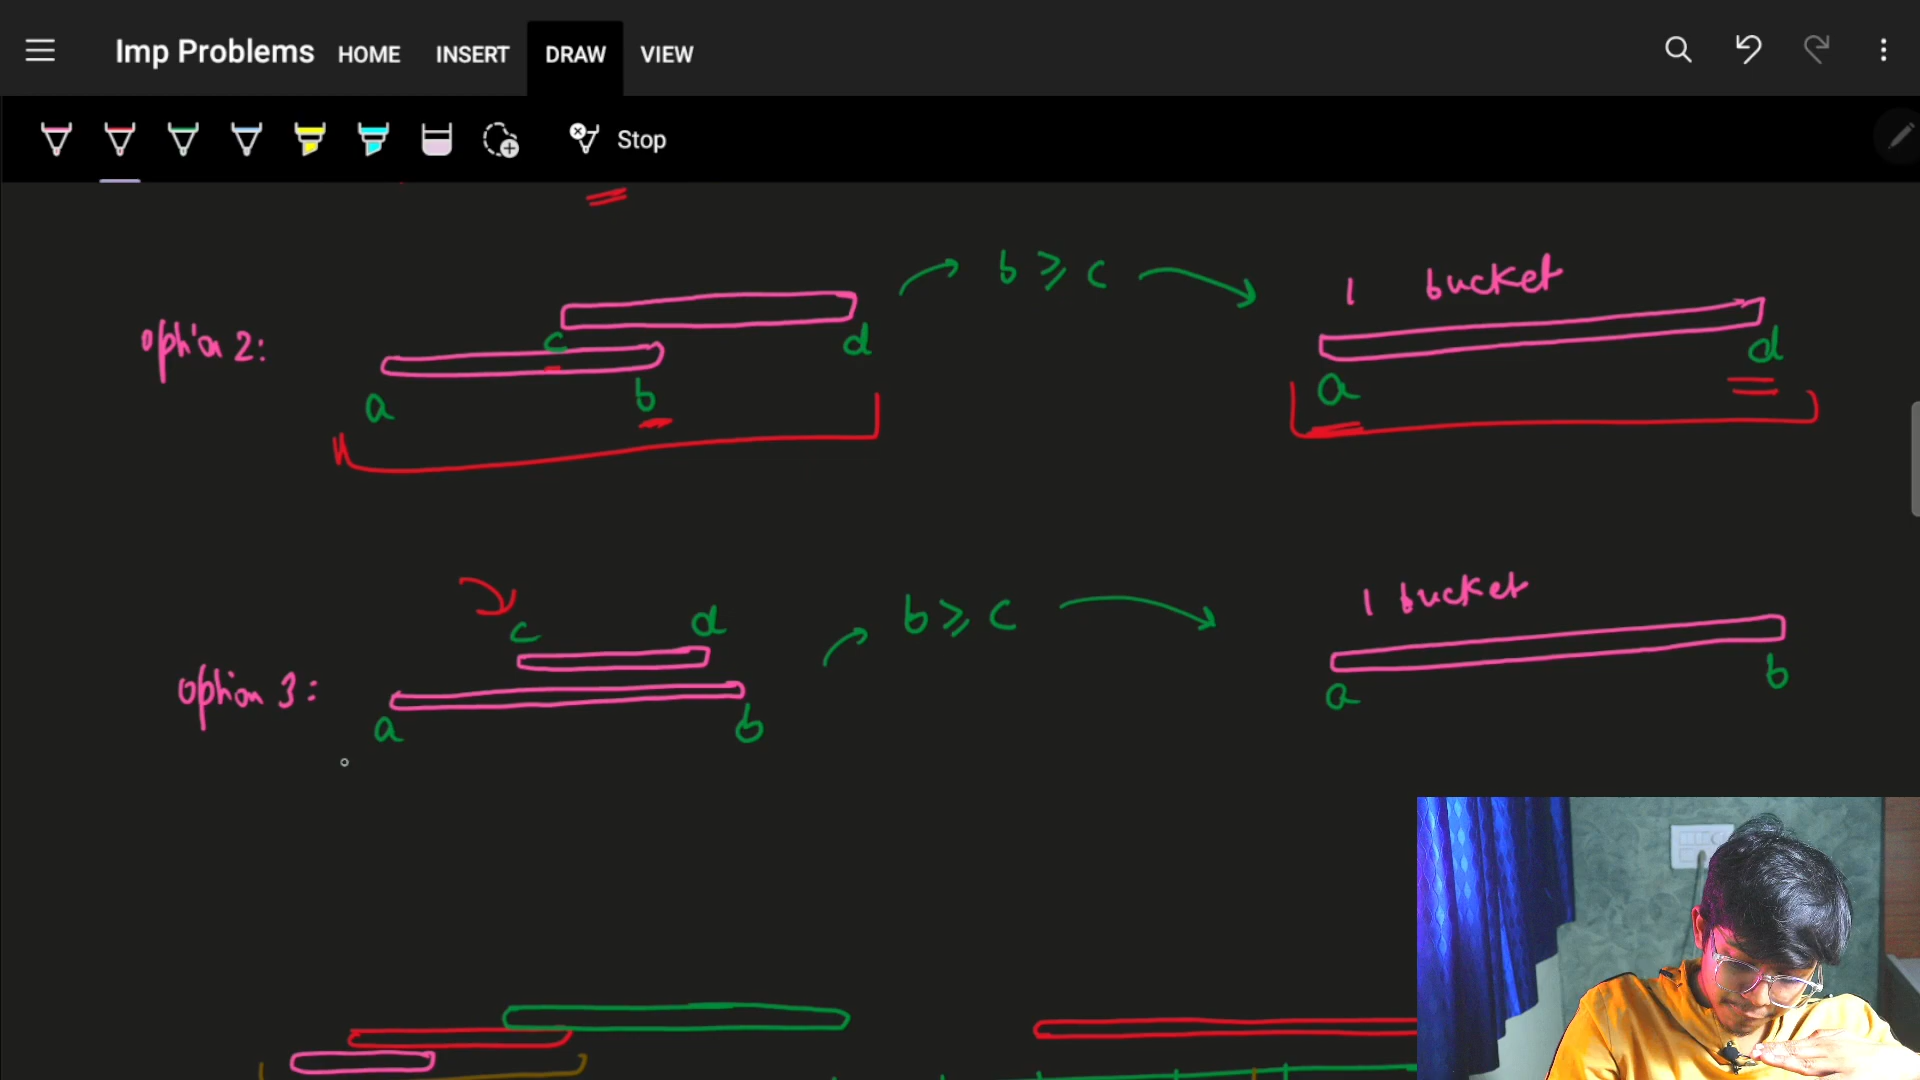 Imp Problems HOME INSERT DRAW VIEW
Stop
b ⩾ c
1 bucket
option 2:
c
d
a
b
d
a
c
d
b ⩾ c
1 bucket
option 3:
a
b
a
b